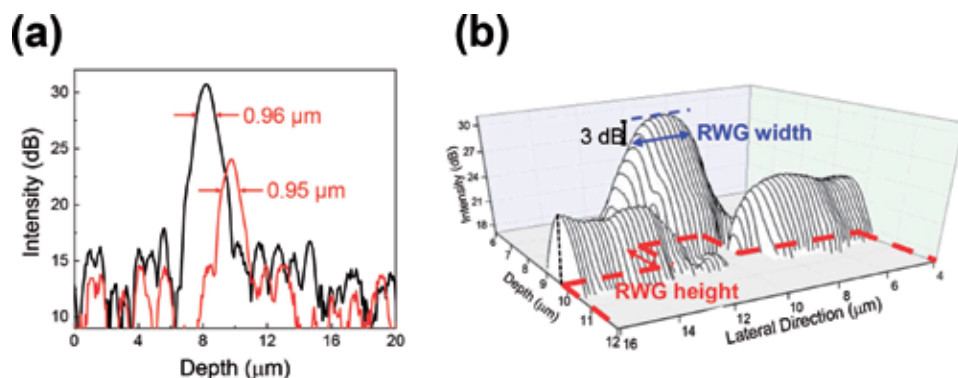 (a)
Intensity (dB)
30
25
20
15
10
0.96 μm
0.95 μm
0 4 8 12 16 20
Depth (μm)
(b)
Intensity (dB)
31
27
24
21
18
3 dB
RWG width
RWG height
6
7
8
9
10
11
12
Depth (μm)
16 14 12 10 8 6 4
Lateral Direction (μm)